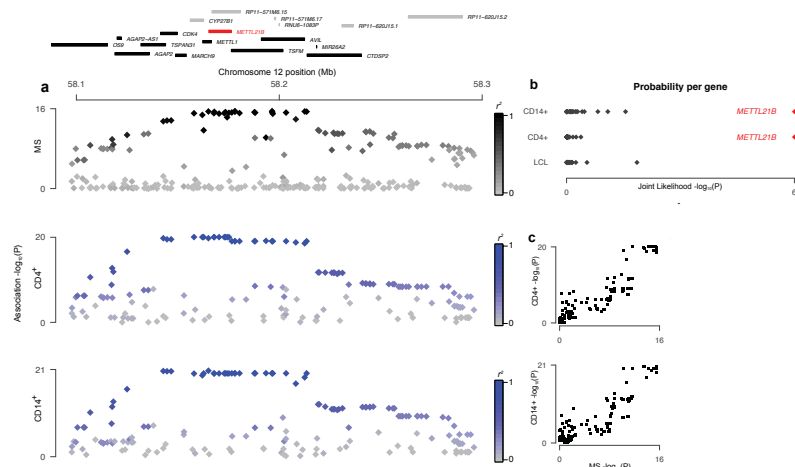 RP11-571M6.15
RP11-620J15.2
CYP27B1
RP11-571M6.17
RP11-620J15.1
RNU6-1083P
AGAP2-AS1
CDK4
METTL21B
OS9
TSPAN31
METTL1
AVIL
MIR26A2
AGAP2
MARCH9
TSFM
CTDSP2
Chromosome 12 position (Mb)
58.1
58.2
58.3
a
16
MS
0
r²
1
0
20
CD4+
0
r²
1
0
Association -log₁₀(P)
21
CD14+
0
r²
1
0
b
Probability per gene
CD14+
METTL21B
CD4+
METTL21B
LCL
0
6
Joint Likelihood -log₁₀(P)
c
20
CD4+ -log₁₀(P)
0
0
16
21
CD14+ -log₁₀(P)
0
0
16
MS -log₁₀(P)